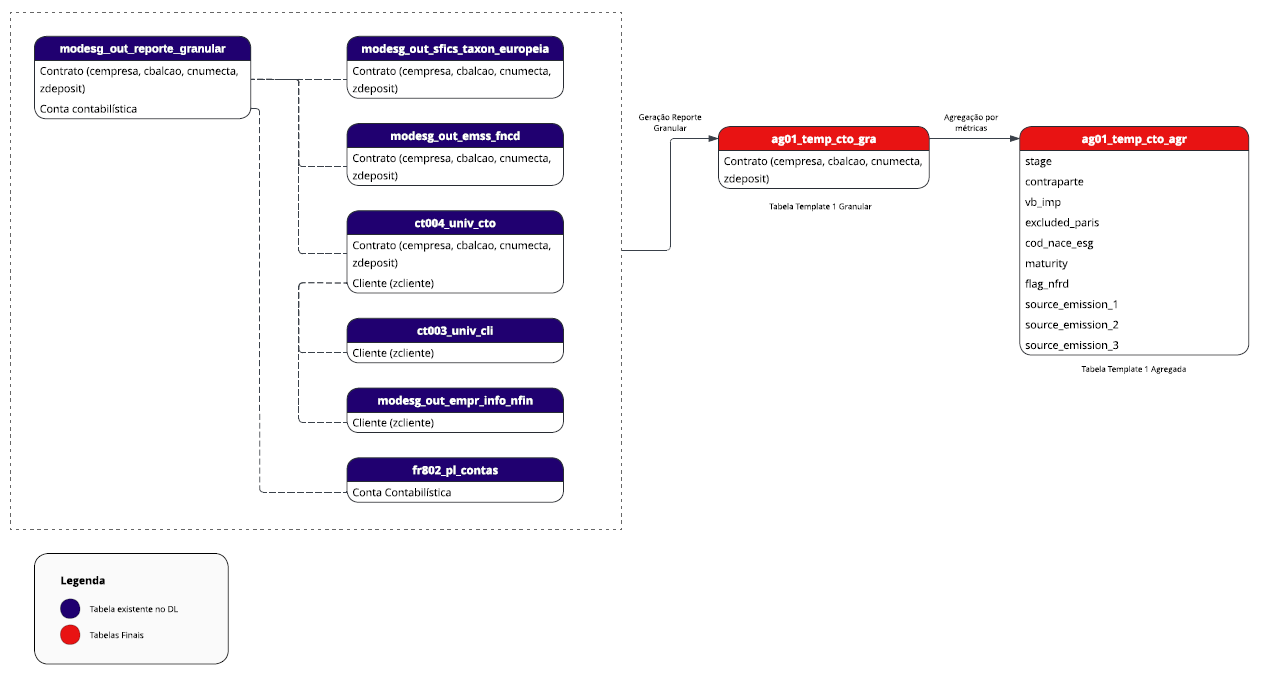 modesg_out_reporte_granular
Contrato (cempresa, cbalcao, cnumecta,
zdeposit)
Conta contabilística
modesg_out_sfics_taxon_europeia
Contrato (cempresa, cbalcao, cnumecta,
zdeposit)
modesg_out_emss_fncd
Contrato (cempresa, cbalcao, cnumecta,
zdeposit)
ct004_univ_cto
Contrato (cempresa, cbalcao, cnumecta,
zdeposit)
Cliente (zcliente)
ct003_univ_cli
Cliente (zcliente)
modesg_out_empr_info_nfin
Cliente (zcliente)
fr802_pl_contas
Conta Contabilística
Geração Reporte
Granular
ag01_temp_cto_gra
Contrato (cempresa, cbalcao, cnumecta,
zdeposit)
Tabela Template 1 Granular
Agregação por
métricas
ag01_temp_cto_agr
stage
contraparte
vb_imp
excluded_paris
cod_nace_esg
maturity
flag_nfrd
source_emission_1
source_emission_2
source_emission_3
Tabela Template 1 Agregada
Legenda
Tabela existente no DL
Tabelas Finais